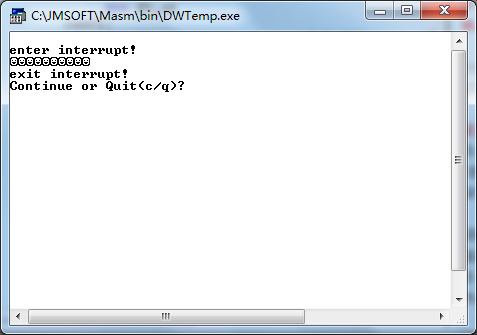 C:\JMSOFT\Masm\bin\DWTemp.exe
enter interrupt!
☺☺☺☺☺☺☺☺☺☺
exit interrupt!
Continue or Quit(c/q)?